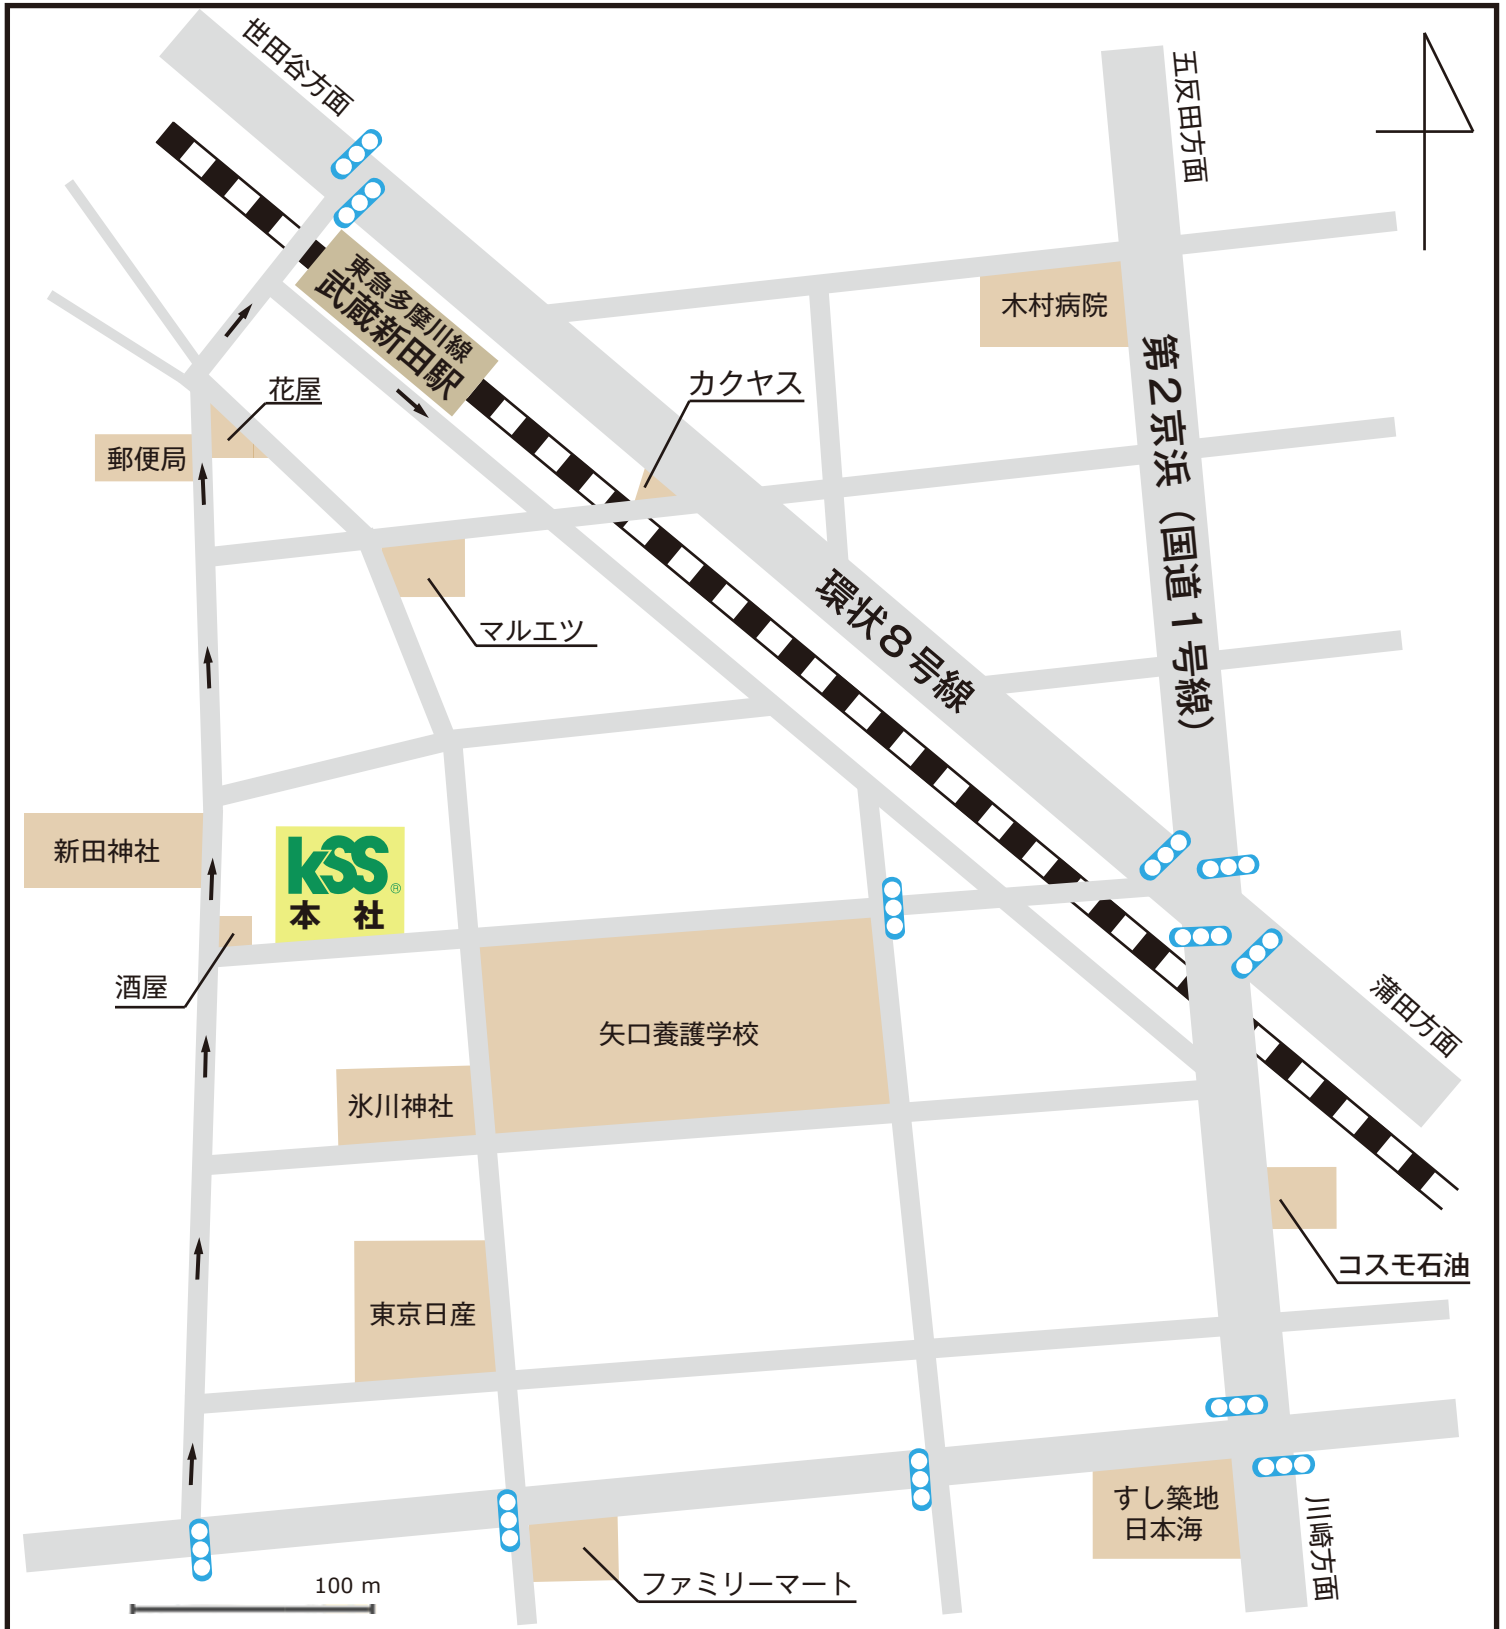 世田谷方面
五反田方面
東急多摩川線
武蔵新田駅
木村病院
第2京浜（国道1号線）
カクヤス
花屋
郵便局
マルエツ
環状8号線
新田神社
kSS®
本 社
酒屋
矢口養護学校
蒲田方面
氷川神社
コスモ石油
東京日産
すし築地
日本海
川崎方面
ファミリーマート
100 m